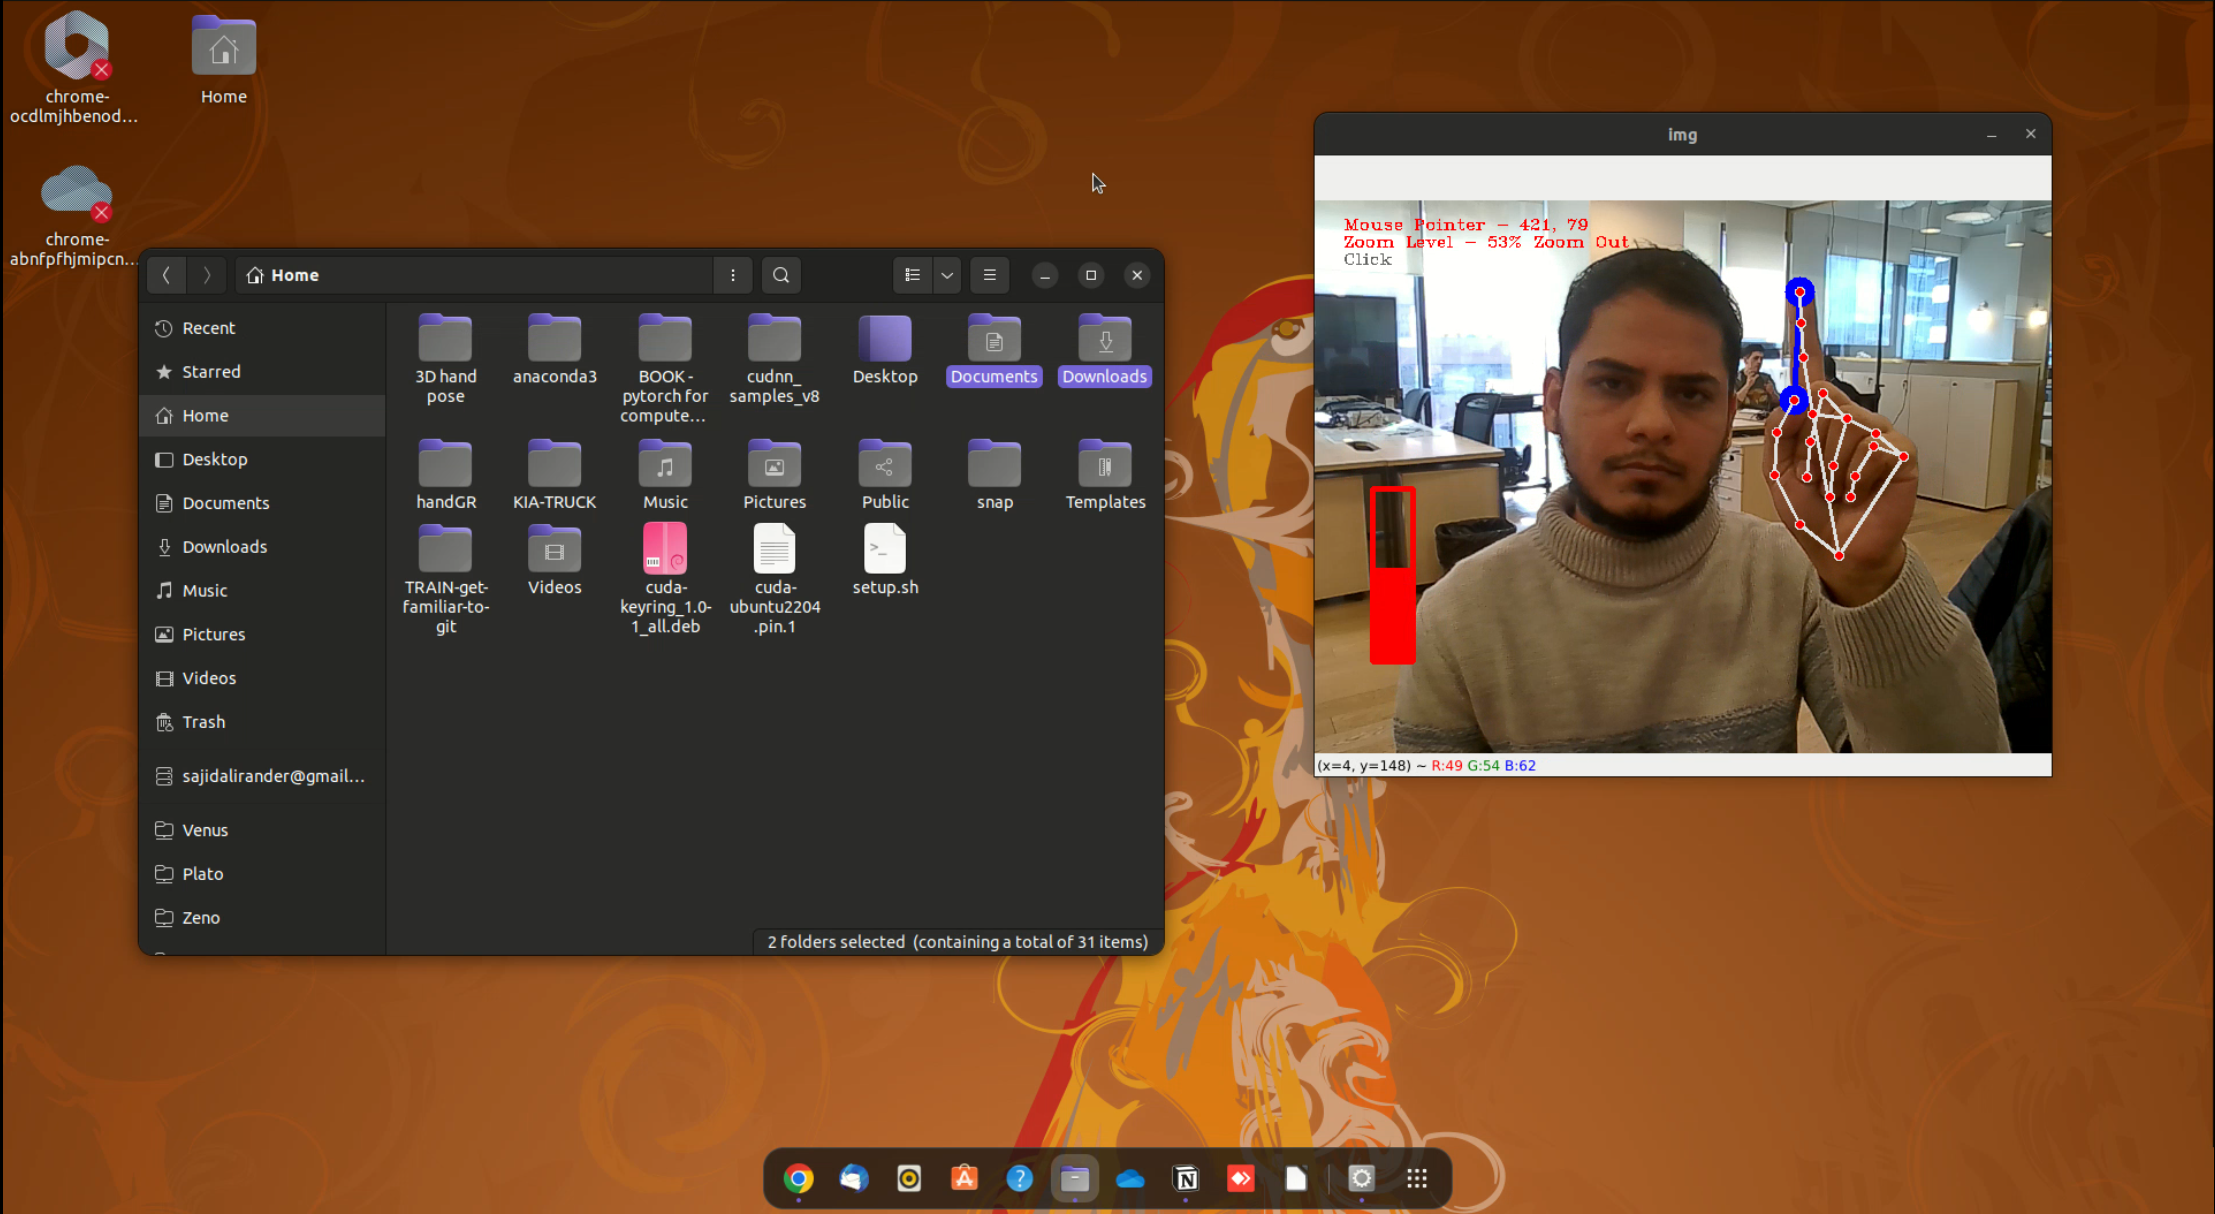 chrome-
ocdlmjhbenod...
Home
chrome-
abnfpfhjmipcn...
Home
Recent
Starred
Home
Desktop
Documents
Downloads
Music
Pictures
Videos
Trash
sajidalirander@gmail...
Venus
Plato
Zeno
3D hand
pose
anaconda3
BOOK -
pytorch for
compute...
cudnn_
samples_v8
Desktop
Documents
Downloads
handGR
KIA-TRUCK
Music
Pictures
Public
snap
Templates
TRAIN-get-
familiar-to-
git
Videos
cuda-
keyring_1.0-
1_all.deb
cuda-
ubuntu2204
.pin.1
setup.sh
2 folders selected (containing a total of 31 items)
img
Mouse Pointer - 421, 79
Zoom Level - 53% Zoom Out
Click
(x=4, y=148) ~ R:49 G:54 B:62